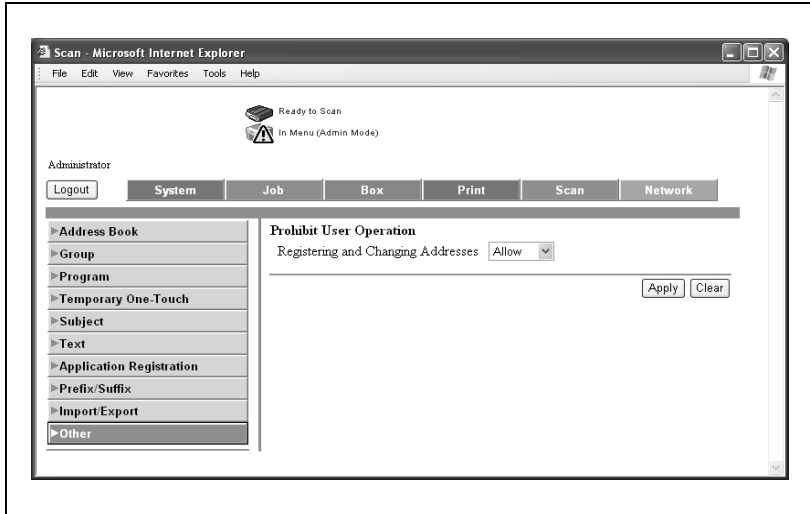 Scan - Microsoft Internet Explorer
File Edit View Favorites Tools Help
Ready to Scan
In Menu (Admin Mode)
Administrator
Logout System Job Box Print Scan Network
Address Book
Group
Program
Temporary One-Touch
Subject
Text
Application Registration
Prefix/Suffix
Import/Export
Other
Prohibit User Operation
Registering and Changing Addresses Allow
Apply Clear